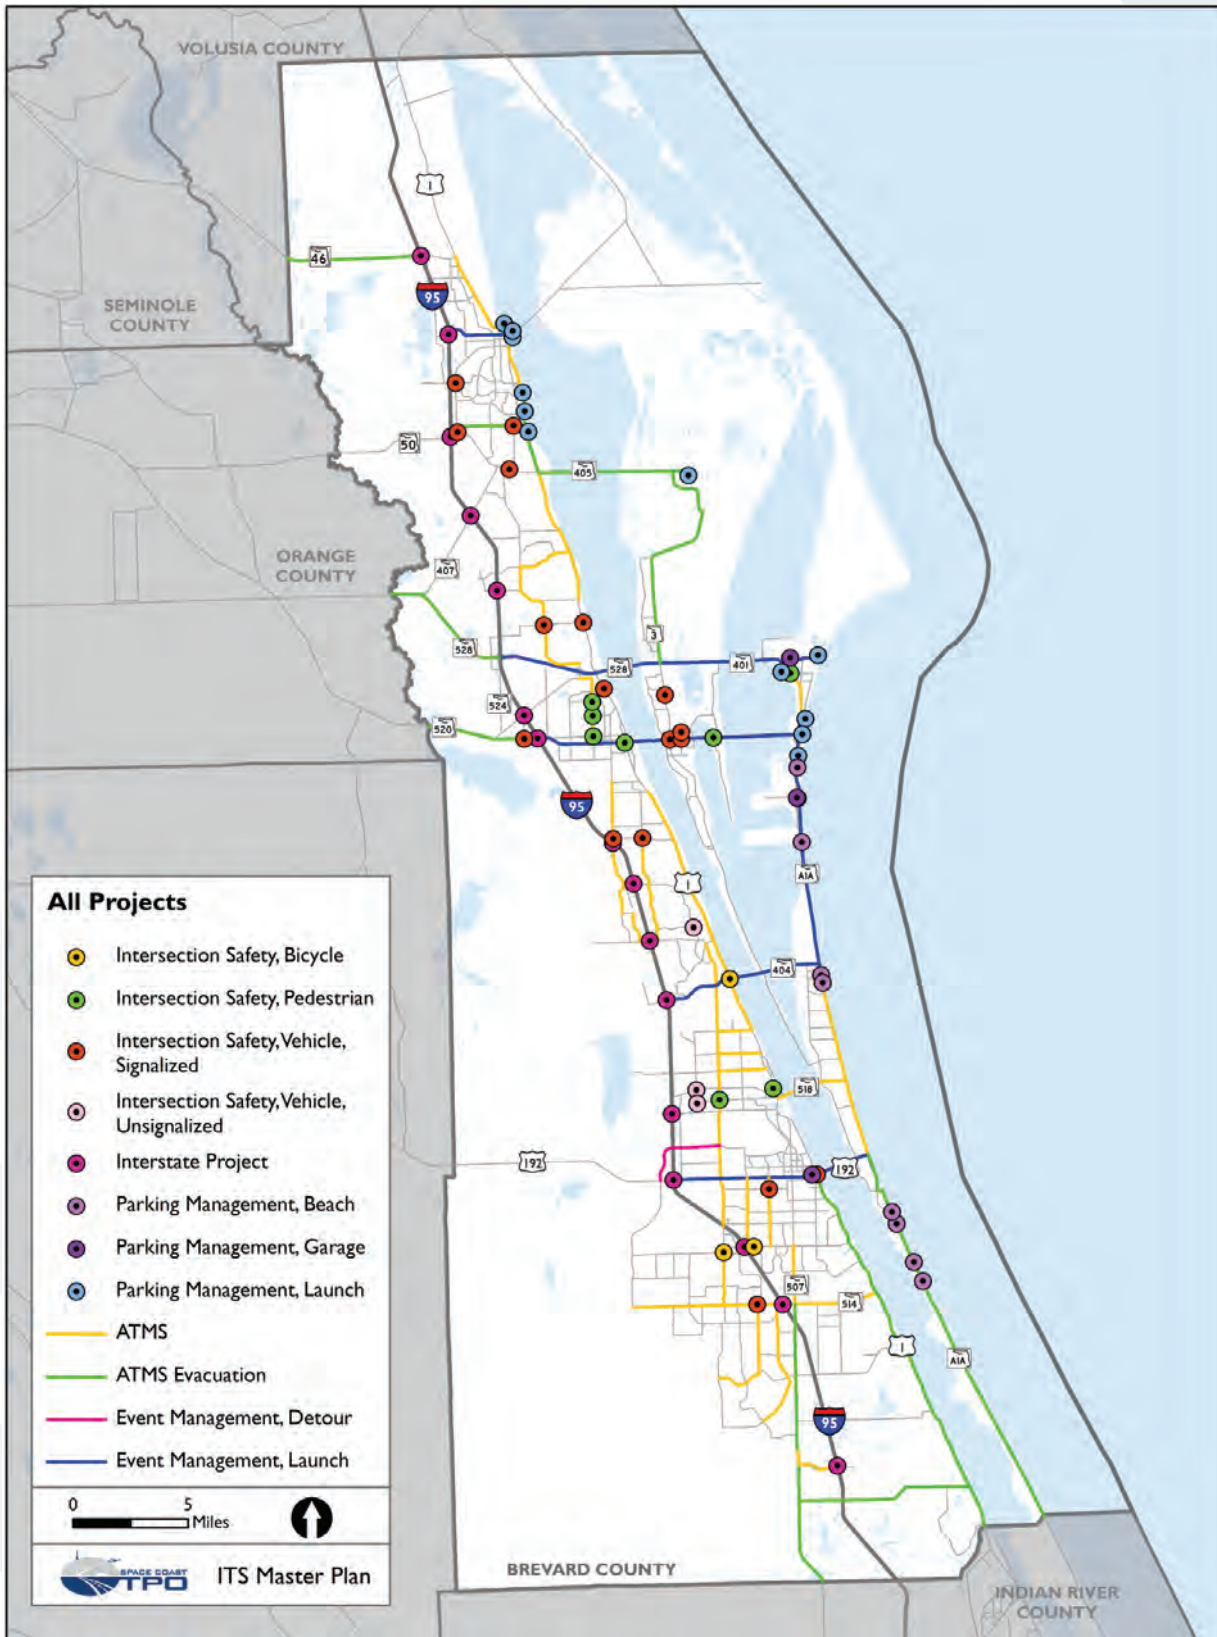 VOLUSIA COUNTY
1
46
95
SEMINOLE
COUNTY
50
405
ORANGE
COUNTY
407
3
528
528
401
524
520
95
1
A1A
404
518
192
192
507
514
1
A1A
95
All Projects
Intersection Safety, Bicycle
Intersection Safety, Pedestrian
Intersection Safety, Vehicle,
Signalized
Intersection Safety, Vehicle,
Unsignalized
Interstate Project
Parking Management, Beach
Parking Management, Garage
Parking Management, Launch
ATMS
ATMS Evacuation
Event Management, Detour
Event Management, Launch
0 5
Miles
SPACE COAST
TPO
ITS Master Plan
BREVARD COUNTY
INDIAN RIVER
COUNTY